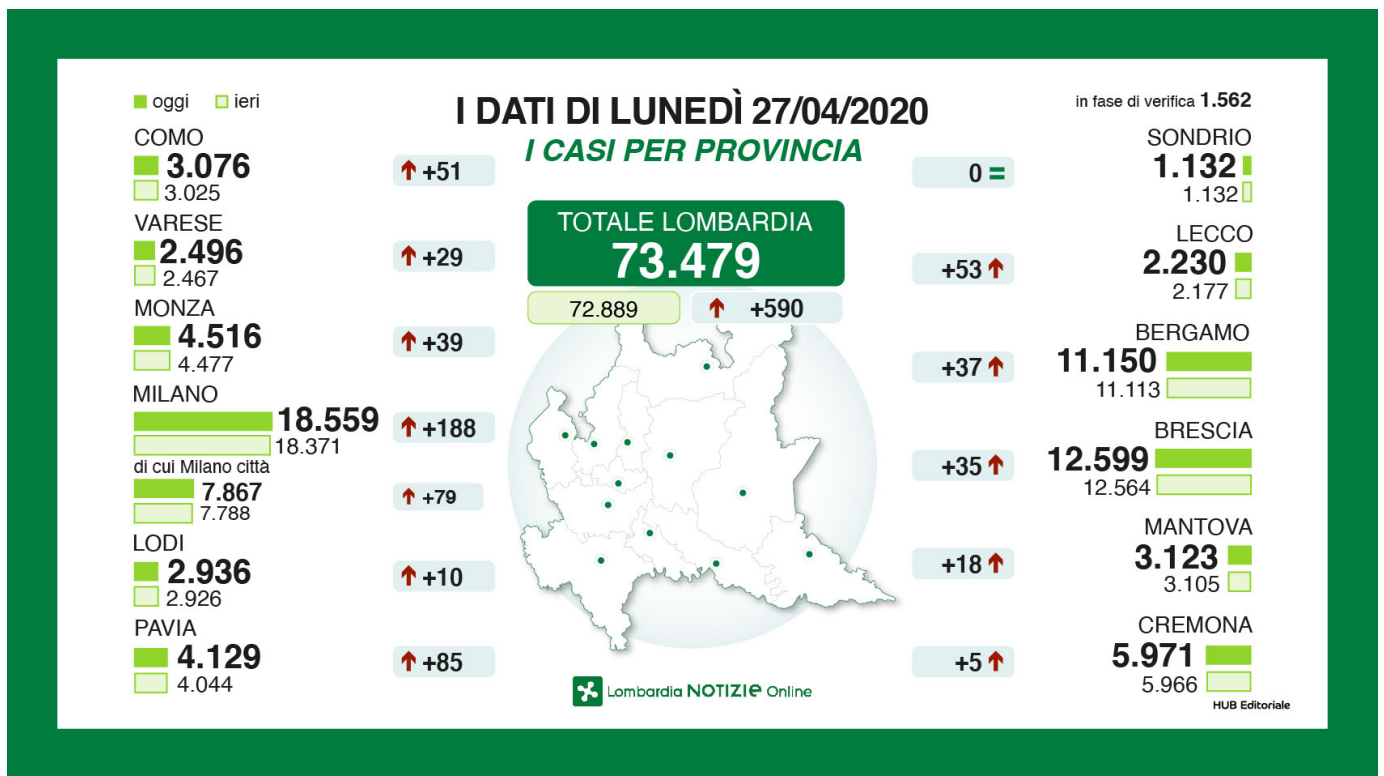 oggi ieri
I DATI DI LUNEDÌ 27/04/2020
I CASI PER PROVINCIA
in fase di verifica 1.562
COMO
3.076
3.025
+51
VARESE
2.496
2.467
+29
MONZA
4.516
4.477
+39
MILANO
18.559
18.371
+188
di cui Milano città
7.867
7.788
+79
LODI
2.936
2.926
+10
PAVIA
4.129
4.044
+85
TOTALE LOMBARDIA
73.479
72.889 +590
SONDRIO
1.132
1.132
0 =
LECCO
2.230
2.177
+53
BERGAMO
11.150
11.113
+37
BRESCIA
12.599
12.564
+35
MANTOVA
3.123
3.105
+18
CREMONA
5.971
5.966
+5
Lombardia NOTIZIE Online
HUB Editoriale